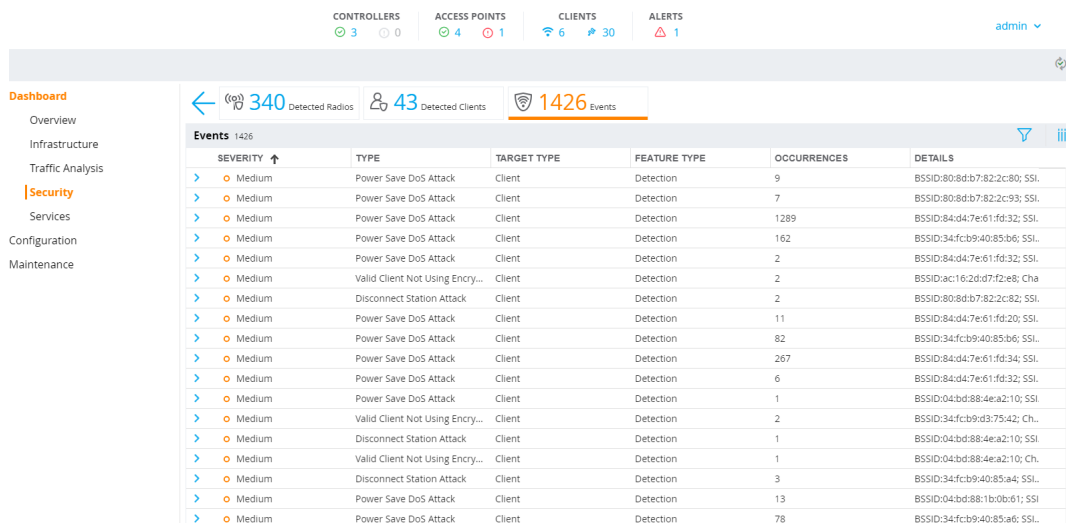 CONTROLLERS ACCESS POINTS CLIENTS ALERTS
3 0 4 1 6 30 1
admin
Dashboard
Overview
Infrastructure
Traffic Analysis
Security
Services
Configuration
Maintenance
340 Detected Radios 43 Detected Clients 1426 Events
Events 1426
SEVERITY TYPE TARGET TYPE FEATURE TYPE OCCURRENCES DETAILS
Medium Power Save DoS Attack Client Detection 9 BSSID:80:8d:b7:82:2c:80; SSI.
Medium Power Save DoS Attack Client Detection 7 BSSID:80:8d:b7:82:2c:93; SSI.
Medium Power Save DoS Attack Client Detection 1289 BSSID:84:d4:7e:61:fd:32; SSI.
Medium Power Save DoS Attack Client Detection 162 BSSID:34:fc:b9:40:85:b6; SSI..
Medium Power Save DoS Attack Client Detection 2 BSSID:84:d4:7e:61:fd:32; SSI.
Medium Valid Client Not Using Encry... Client Detection 2 BSSID:ac:16:2d:d7:f2:e8; Cha
Medium Disconnect Station Attack Client Detection 2 BSSID:80:8d:b7:82:2c:82; SSI.
Medium Power Save DoS Attack Client Detection 11 BSSID:84:d4:7e:61:fd:20; SSI.
Medium Power Save DoS Attack Client Detection 82 BSSID:34:fc:b9:40:85:b6; SSI..
Medium Power Save DoS Attack Client Detection 267 BSSID:84:d4:7e:61:fd:34; SSI.
Medium Power Save DoS Attack Client Detection 6 BSSID:84:d4:7e:61:fd:32; SSI.
Medium Power Save DoS Attack Client Detection 1 BSSID:04:bd:88:4e:a2:10; SSI.
Medium Valid Client Not Using Encry... Client Detection 2 BSSID:34:fc:b9:d3:75:42; Ch..
Medium Disconnect Station Attack Client Detection 1 BSSID:04:bd:88:4e:a2:10; SSI
Medium Valid Client Not Using Encry... Client Detection 1 BSSID:04:bd:88:4e:a2:10; Ch.
Medium Disconnect Station Attack Client Detection 3 BSSID:34:fc:b9:40:85:a4; SSI..
Medium Power Save DoS Attack Client Detection 13 BSSID:04:bd:88:1b:0b:61; SSI
Medium Power Save DoS Attack Client Detection 78 BSSID:34:fc:b9:40:85:a6; SSI..